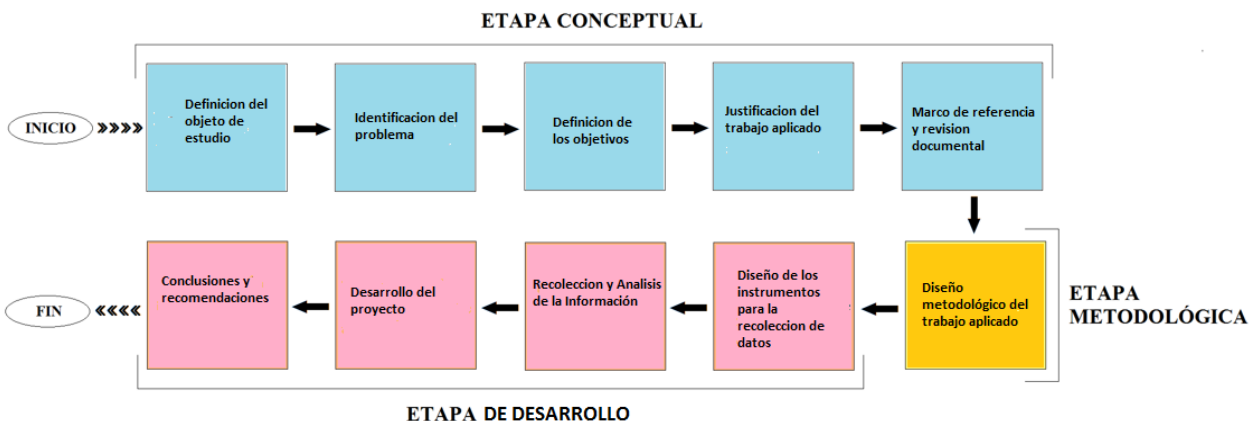 ETAPA CONCEPTUAL
INICIO
Definicion del
objeto de
estudio
Identificacion del
problema
Definicion de
los objetivos
Justificacion del
trabajo aplicado
Marco de referencia
y revision
documental
Conclusiones y
recomendaciones
FIN
Desarrollo del
proyecto
Recoleccion y Analisis
de la Información
Diseño de los
instrumentos
para la
recoleccion de
datos
Diseño
metodológico del
trabajo aplicado
ETAPA
METODOLÓGICA
ETAPA DE DESARROLLO